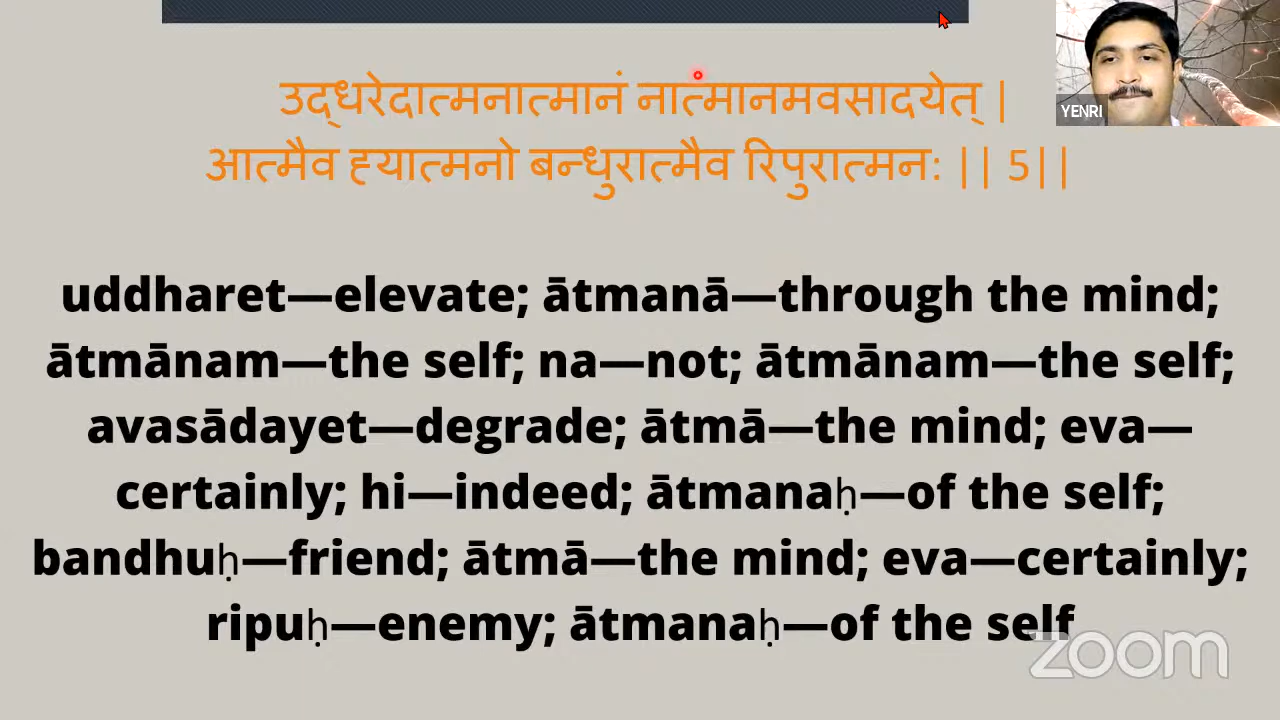 उद्धरेदात्मनात्मानं नात्मानमवसादयेत् |
YENRI
आत्मैव ह्यात्मनो बन्धुरात्मैव रिपुरात्मन: || 5||
uddharet—elevate; ātmanā—through the mind;
ātmānam—the self; na—not; ātmānam—the self;
avasādayet—degrade; ātmā—the mind; eva—
certainly; hi—indeed; ātmanaḥ—of the self;
bandhuḥ—friend; ātmā—the mind; eva—certainly;
ripuḥ—enemy; ātmanaḥ—of the self
zoom